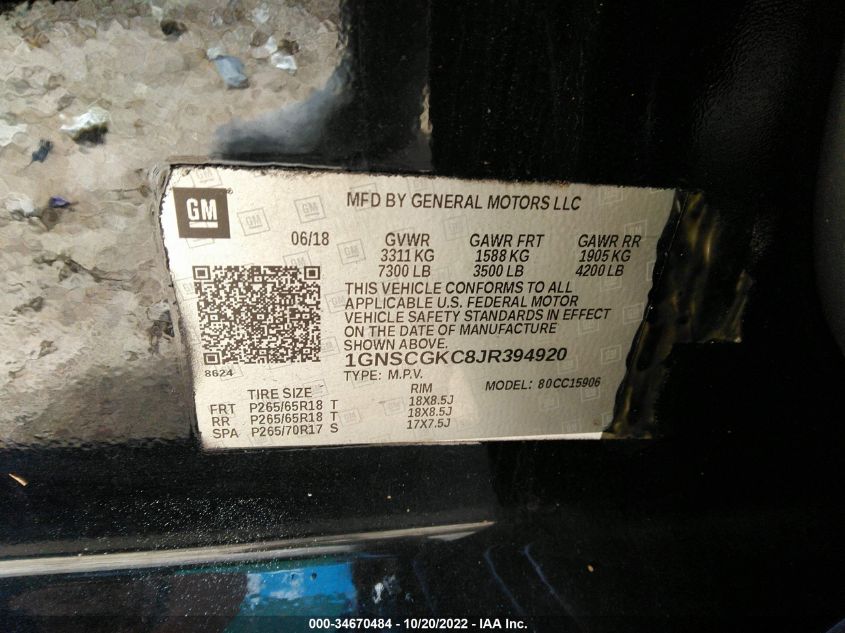 GM
MFD BY GENERAL MOTORS LLC
06/18 GVWR GAWR FRT GAWR RR
3311 KG 1588 KG 1905 KG
7300 LB 3500 LB 4200 LB
THIS VEHICLE CONFORMS TO ALL
APPLICABLE U.S. FEDERAL MOTOR
VEHICLE SAFETY STANDARDS IN EFFECT
ON THE DATE OF MANUFACTURE
SHOWN ABOVE.
1GNSCGKC8JR394920
8624
TYPE: M.P.V. MODEL: 80CC15906
TIRE SIZE RIM
FRT P265/65R18 T 18X8.5J
RR P265/65R18 T 18X8.5J
SPA P265/70R17 S 17X7.5J
000-34670484 - 10/20/2022 - IAA Inc.